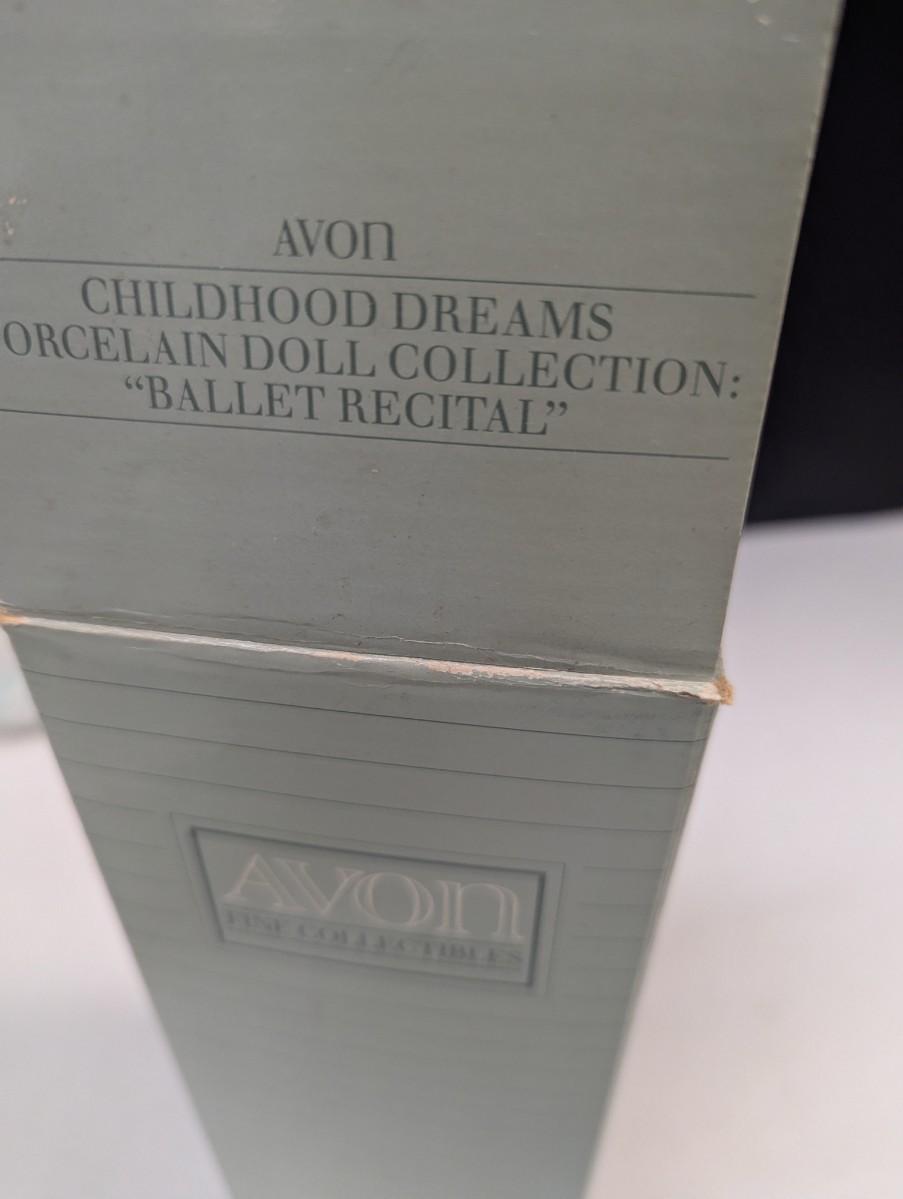 AVON
CHILDHOOD DREAMS
ORCELAIN DOLL COLLECTION:
“BALLET RECITAL”
AVON
FINE COLLECTIBLES